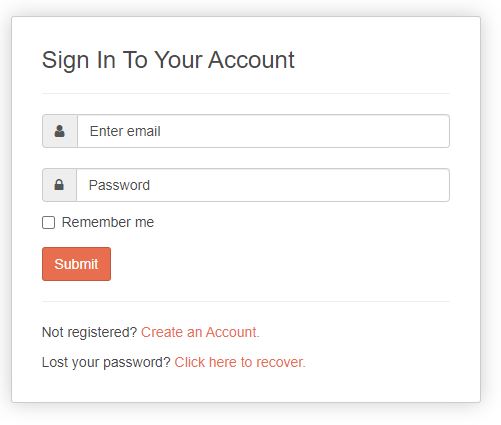 Sign In To Your Account
Enter email
Password
Remember me
Submit
Not registered? Create an Account.
Lost your password? Click here to recover.